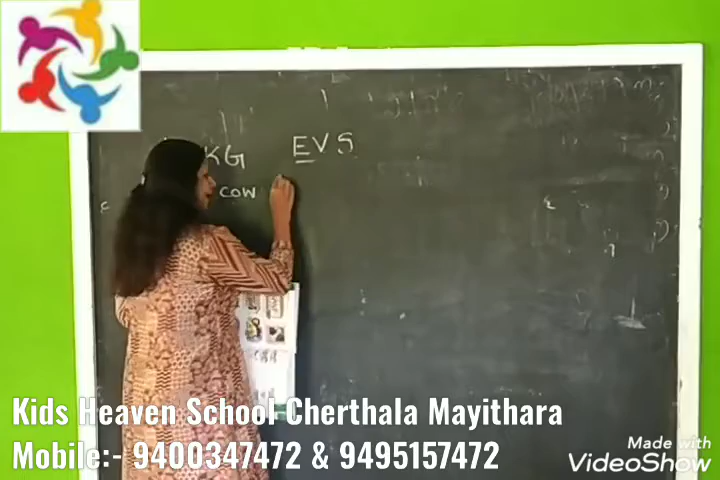 KG EVS
cow
Kids Heaven School Cherthala Mayithara
Mobile:- 9400347472 & 9495157472
Made with
VideoShow